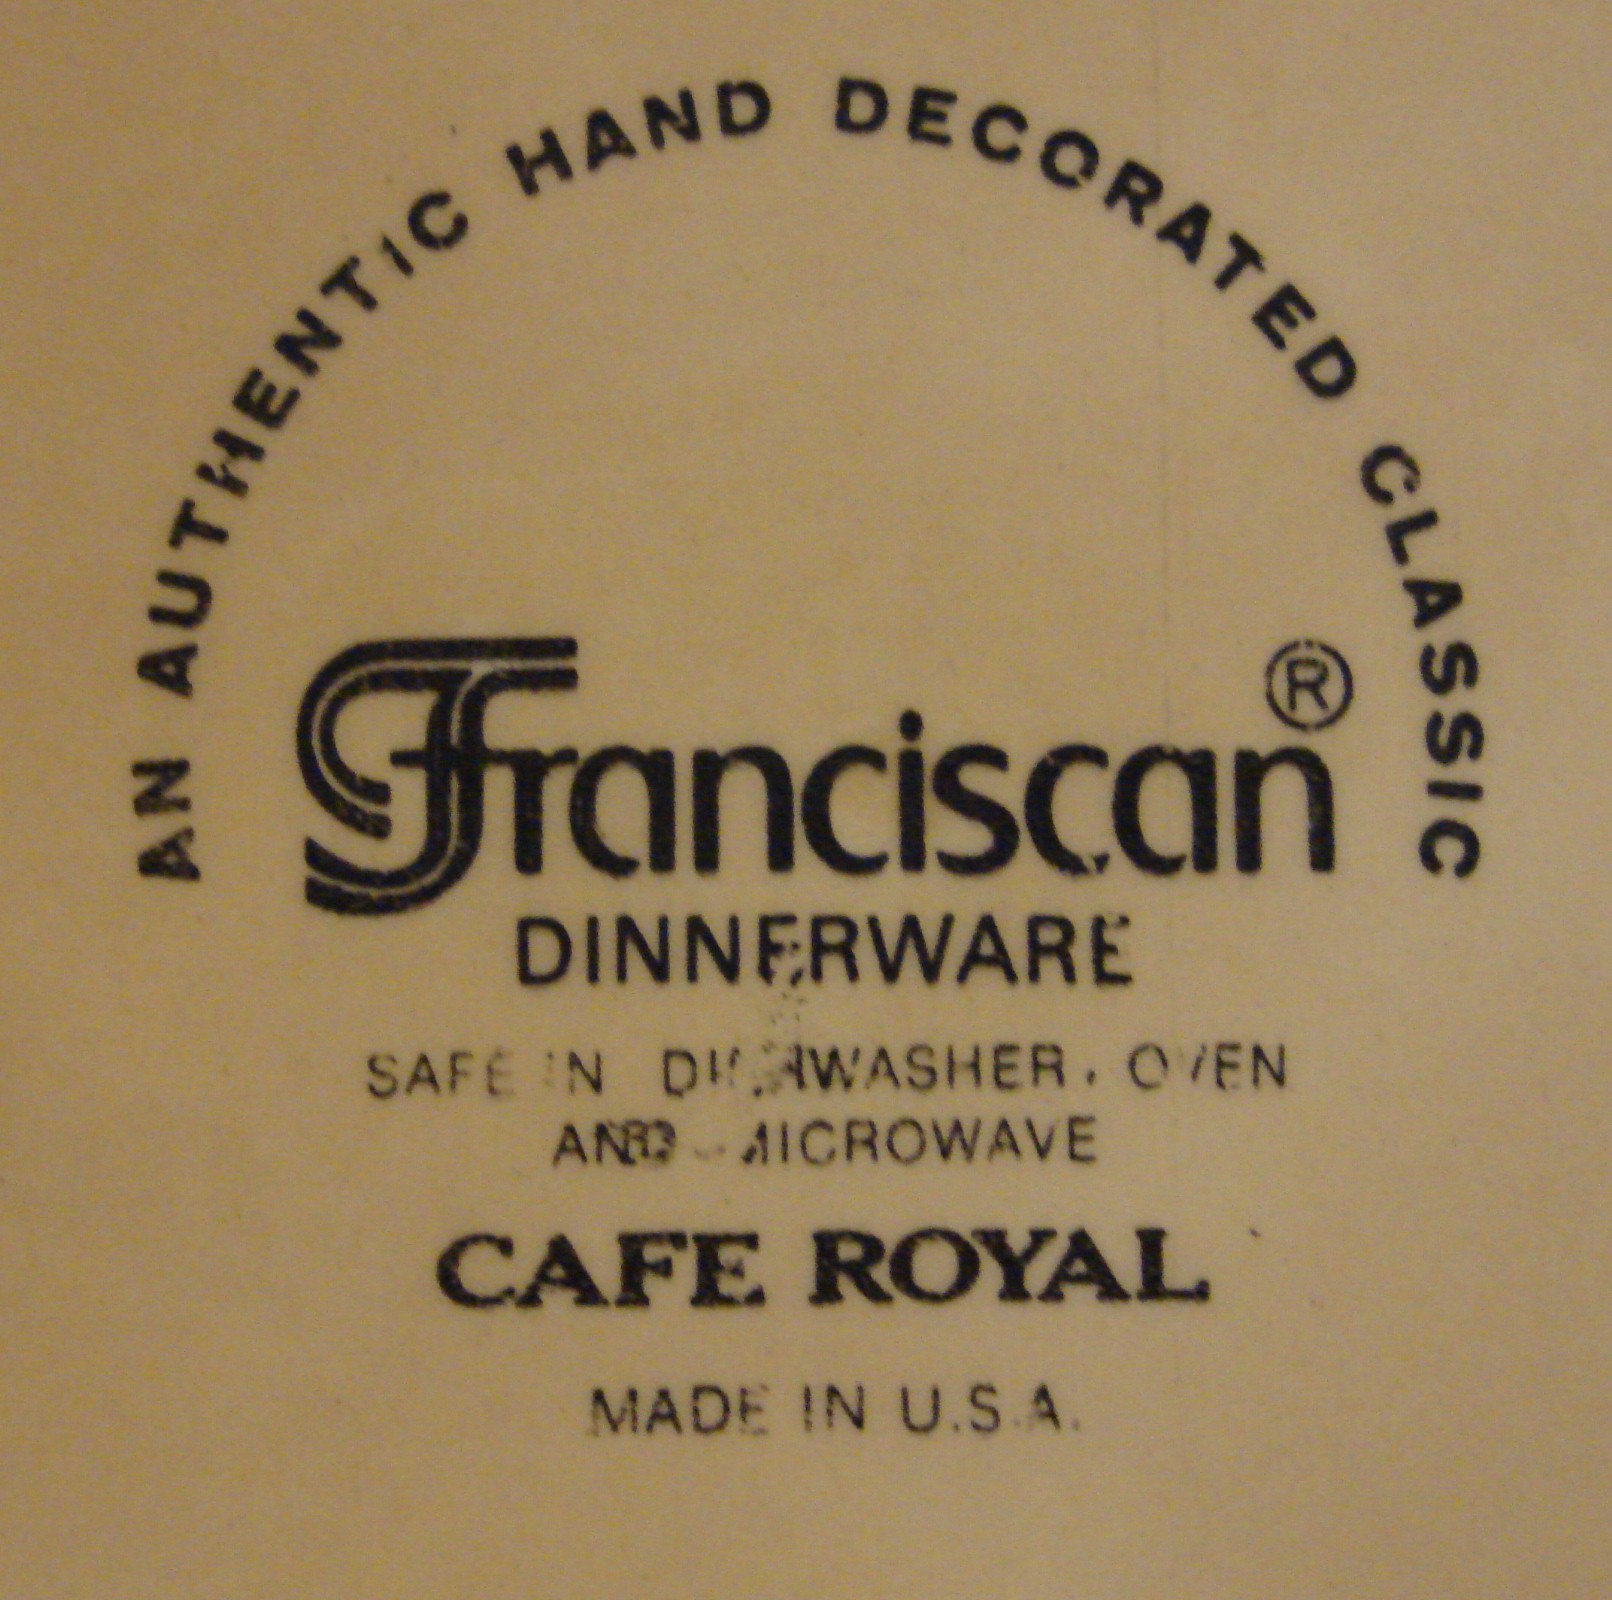 AN AUTHENTIC HAND DECORATED CLASSIC
Franciscan®
DINNERWARE
SAFE IN DISHWASHER, OVEN
AND MICROWAVE
CAFE ROYAL
MADE IN U.S.A.